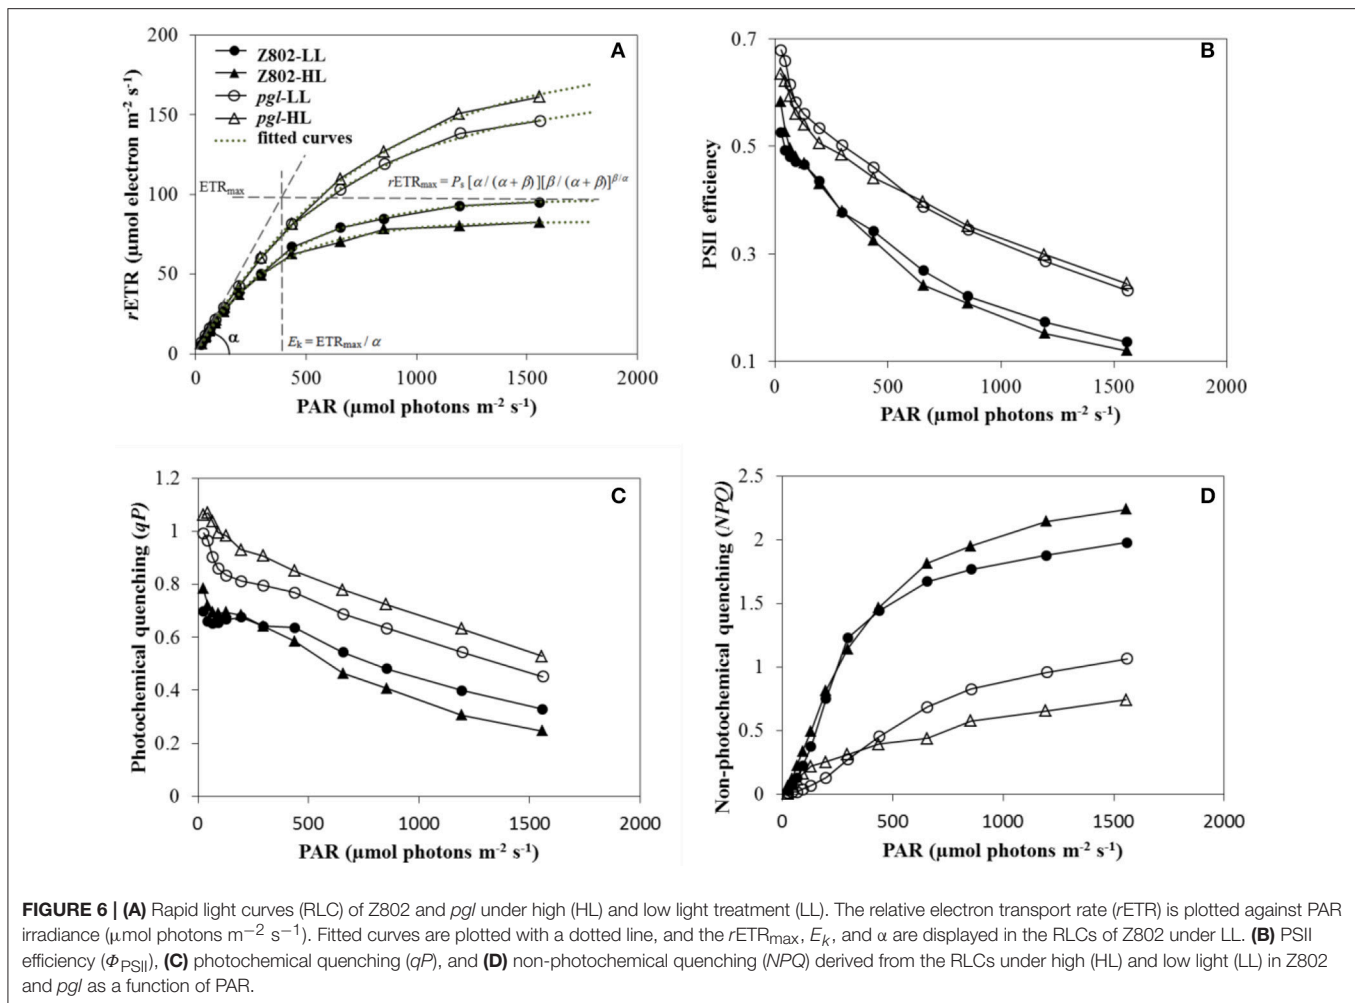 A
200
150
100
50
0
Z802-LL
Z802-HL
pgl-LL
pgl-HL
fitted curves
ETRmax
rETRmax = Ps [α/(α+β)][β/(α+β)]^β/α
α
Ek = ETRmax / α
0 500 1000 1500 2000
PAR (µmol photons m⁻² s⁻¹)
rETR (µmol electron m⁻² s⁻¹)
B
0.7
0.5
0.3
0.1
0 500 1000 1500 2000
PAR (µmol photons m⁻² s⁻¹)
PSII efficiency
C
1.2
1
0.8
0.6
0.4
0.2
0
0 500 1000 1500 2000
PAR (µmol photons m⁻² s⁻¹)
Photochemical quenching (qP)
D
2.5
2
1.5
1
0.5
0
0 500 1000 1500 2000
PAR (µmol photons m⁻² s⁻¹)
Non-photochemical quenching (NPQ)
FIGURE 6 | (A) Rapid light curves (RLC) of Z802 and pgl under high (HL) and low light treatment (LL). The relative electron transport rate (rETR) is plotted against PAR
irradiance (µmol photons m−2 s−1). Fitted curves are plotted with a dotted line, and the rETRmax, Ek, and α are displayed in the RLCs of Z802 under LL. (B) PSII
efficiency (ΦPSII), (C) photochemical quenching (qP), and (D) non-photochemical quenching (NPQ) derived from the RLCs under high (HL) and low light (LL) in Z802
and pgl as a function of PAR.